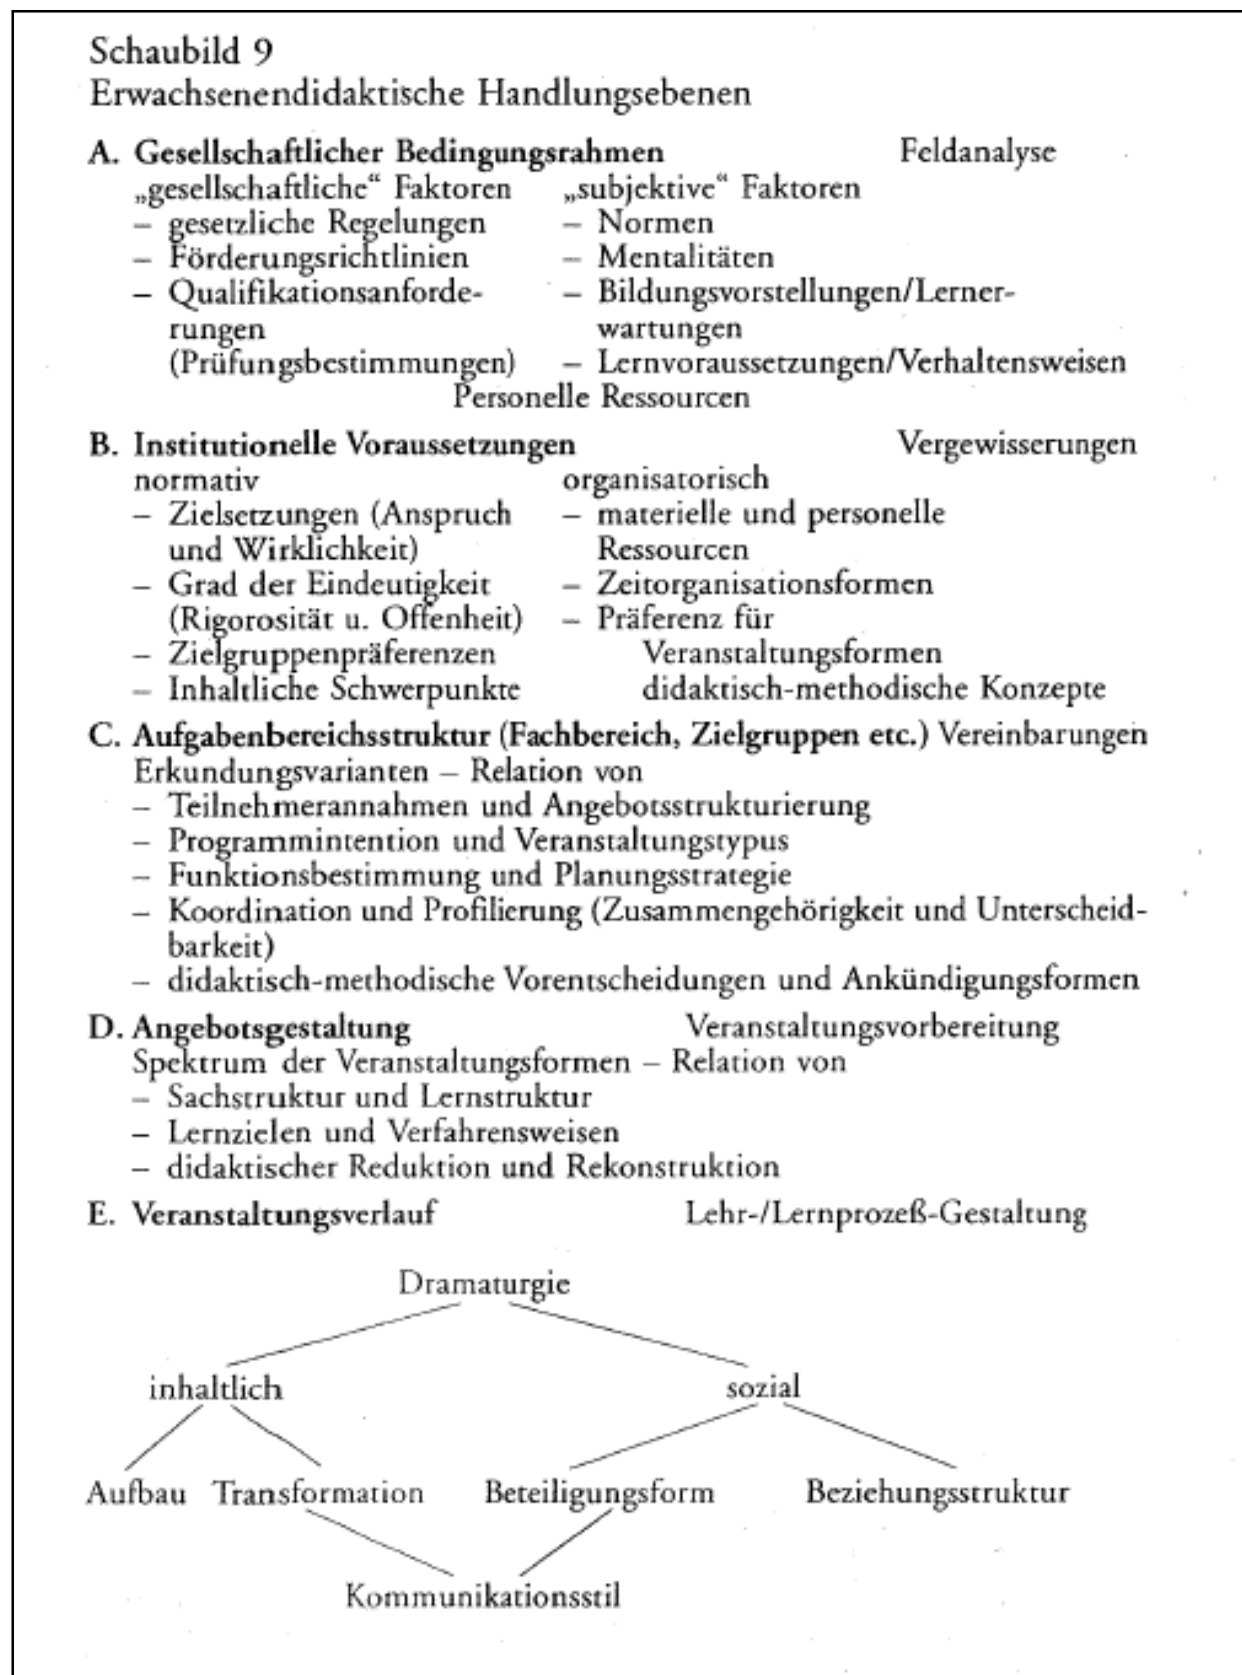 Schaubild 9
Erwachsenendidaktische Handlungsebenen
A. Gesellschaftlicher Bedingungsrahmen Feldanalyse
„gesellschaftliche“ Faktoren „subjektive“ Faktoren
– gesetzliche Regelungen – Normen
– Förderungsrichtlinien – Mentalitäten
– Qualifikationsanforde- – Bildungsvorstellungen/Lerner-
rungen wartungen
(Prüfungsbestimmungen) – Lernvoraussetzungen/Verhaltensweisen
Personelle Ressourcen
B. Institutionelle Voraussetzungen Vergewisserungen
normativ organisatorisch
– Zielsetzungen (Anspruch – materielle und personelle
und Wirklichkeit) Ressourcen
– Grad der Eindeutigkeit – Zeitorganisationsformen
(Rigorosität u. Offenheit) – Präferenz für
– Zielgruppenpräferenzen Veranstaltungsformen
– Inhaltliche Schwerpunkte didaktisch-methodische Konzepte
C. Aufgabenbereichsstruktur (Fachbereich, Zielgruppen etc.) Vereinbarungen
Erkundungsvarianten – Relation von
– Teilnehmerannahmen und Angebotsstrukturierung
– Programmintention und Veranstaltungstypus
– Funktionsbestimmung und Planungsstrategie
– Koordination und Profilierung (Zusammengehörigkeit und Unterscheid-
barkeit)
– didaktisch-methodische Vorentscheidungen und Ankündigungsformen
D. Angebotsgestaltung Veranstaltungsvorbereitung
Spektrum der Veranstaltungsformen – Relation von
– Sachstruktur und Lernstruktur
– Lernzielen und Verfahrensweisen
– didaktischer Reduktion und Rekonstruktion
E. Veranstaltungsverlauf Lehr-/Lernprozeß-Gestaltung
Dramaturgie
inhaltlich sozial
Aufbau Transformation Beteiligungsform Beziehungsstruktur
Kommunikationsstil